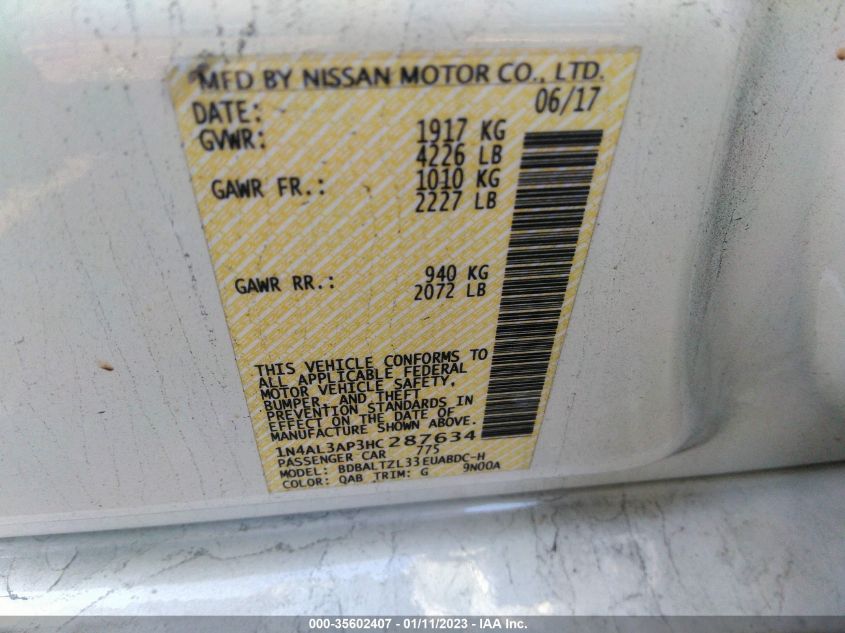 MFD BY NISSAN MOTOR CO., LTD.
DATE: 06/17
GVWR: 1917 KG
4226 LB
GAWR FR.: 1010 KG
2227 LB
GAWR RR.: 940 KG
2072 LB
THIS VEHICLE CONFORMS TO
ALL APPLICABLE FEDERAL
MOTOR VEHICLE SAFETY,
BUMPER, AND THEFT
PREVENTION STANDARDS IN
EFFECT ON THE DATE OF
MANUFACTURE SHOWN ABOVE.
1N4AL3AP3HC287634
PASSENGER CAR 775
MODEL: BDBALTZL33EUABDC-H
COLOR: QAB TRIM: G 9N00A
000-35602407 - 01/11/2023 - IAA Inc.